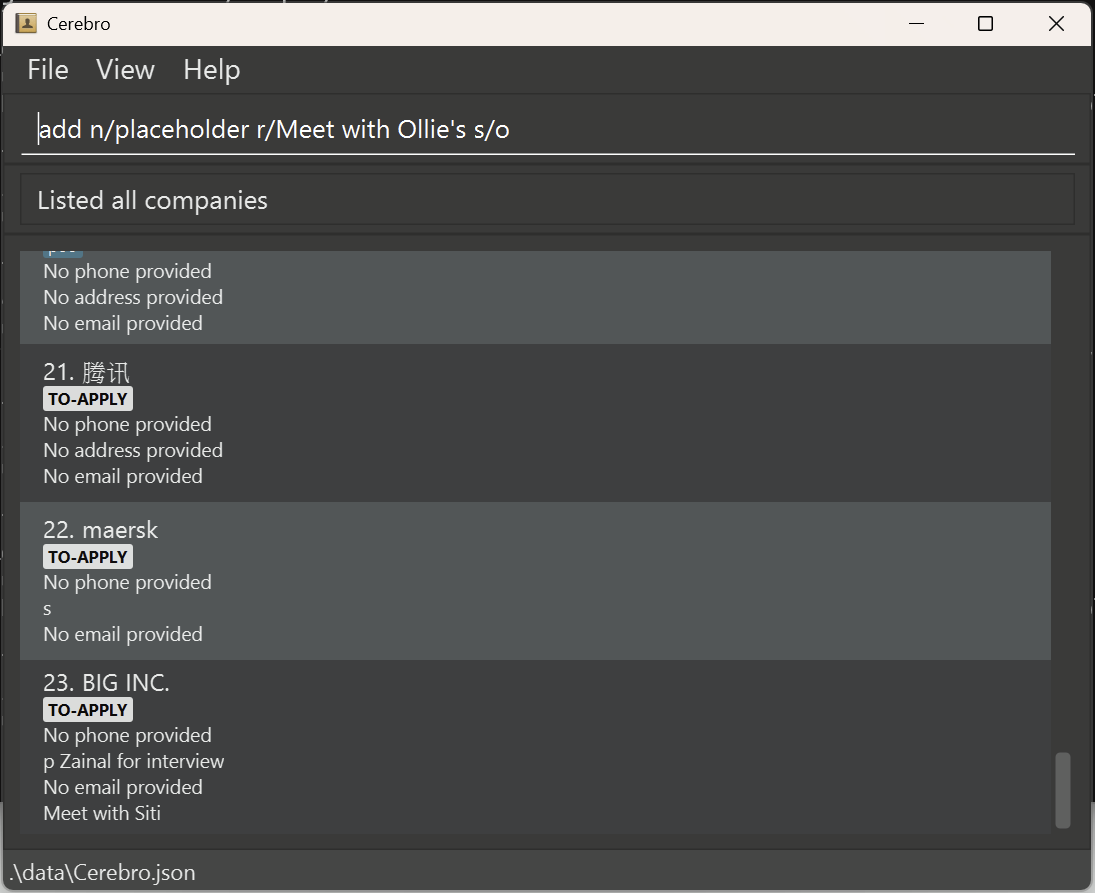 Cerebro
File View Help
add n/placeholder r/Meet with Ollie's s/o
Listed all companies
No phone provided
No address provided
No email provided
21. 腾讯
TO-APPLY
No phone provided
No address provided
No email provided
22. maersk
TO-APPLY
No phone provided
s
No email provided
23. BIG INC.
TO-APPLY
No phone provided
p Zainal for interview
No email provided
Meet with Siti
.\data\Cerebro.json